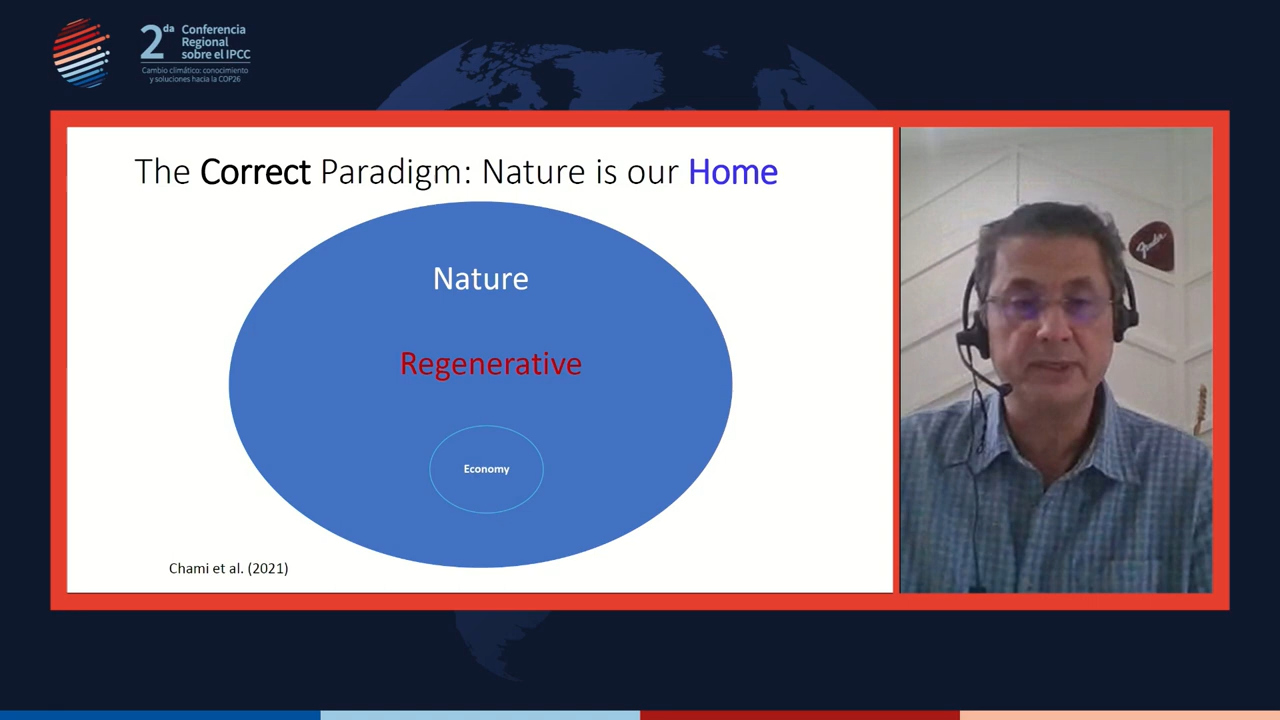 2da Conferencia
Regional
sobre el IPCC
Cambio climático: conocimiento
y soluciones hacia la COP26
The Correct Paradigm: Nature is our Home
Nature
Regenerative
Economy
Chami et al. (2021)
Fender